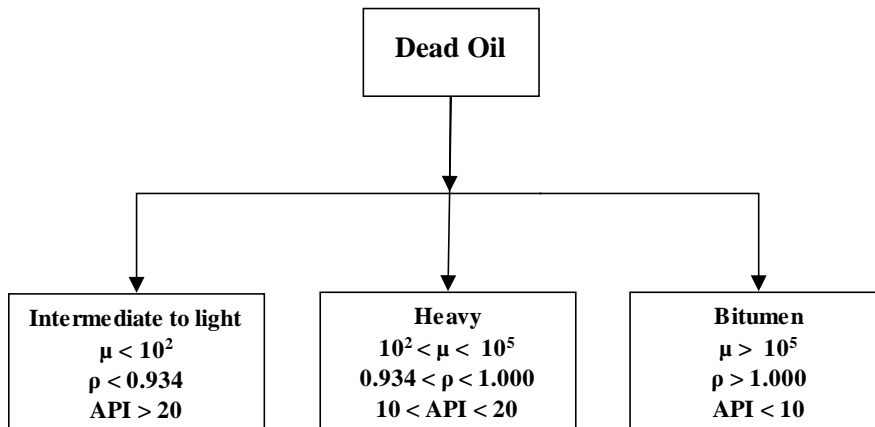 Dead Oil
Intermediate to light
μ < 10²
ρ < 0.934
API > 20
Heavy
10² < μ < 10⁵
0.934 < ρ < 1.000
10 < API < 20
Bitumen
μ > 10⁵
ρ > 1.000
API < 10